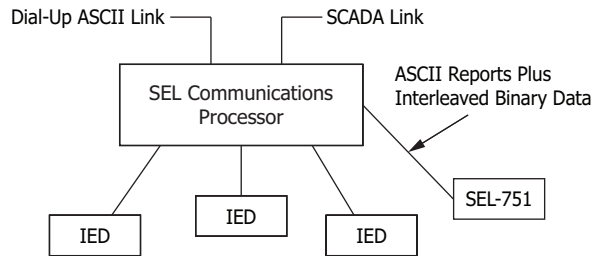 Dial-Up ASCII Link
SCADA Link
SEL Communications
Processor
ASCII Reports Plus
Interleaved Binary Data
SEL-751
IED
IED
IED